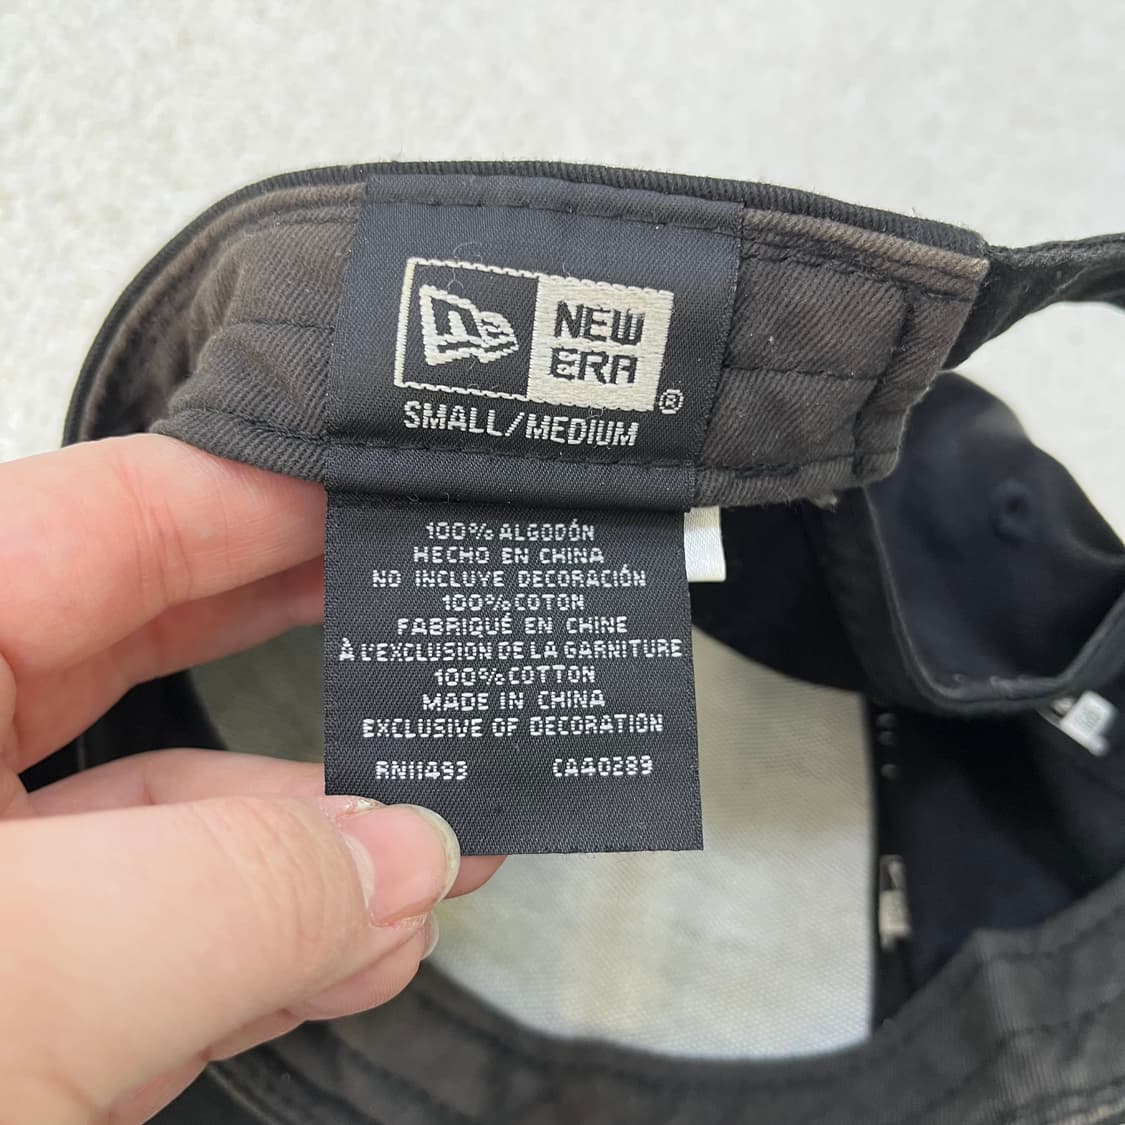 NEW
ERA
®
SMALL/MEDIUM
100% ALGODÓN
HECHO EN CHINA
NO INCLUYE DECORACIÓN
100% COTON
FABRIQUÉ EN CHINE
À L'EXCLUSION DE LA GARNITURE
100% COTTON
MADE IN CHINA
EXCLUSIVE OF DECORATION
RN11493 CA40289